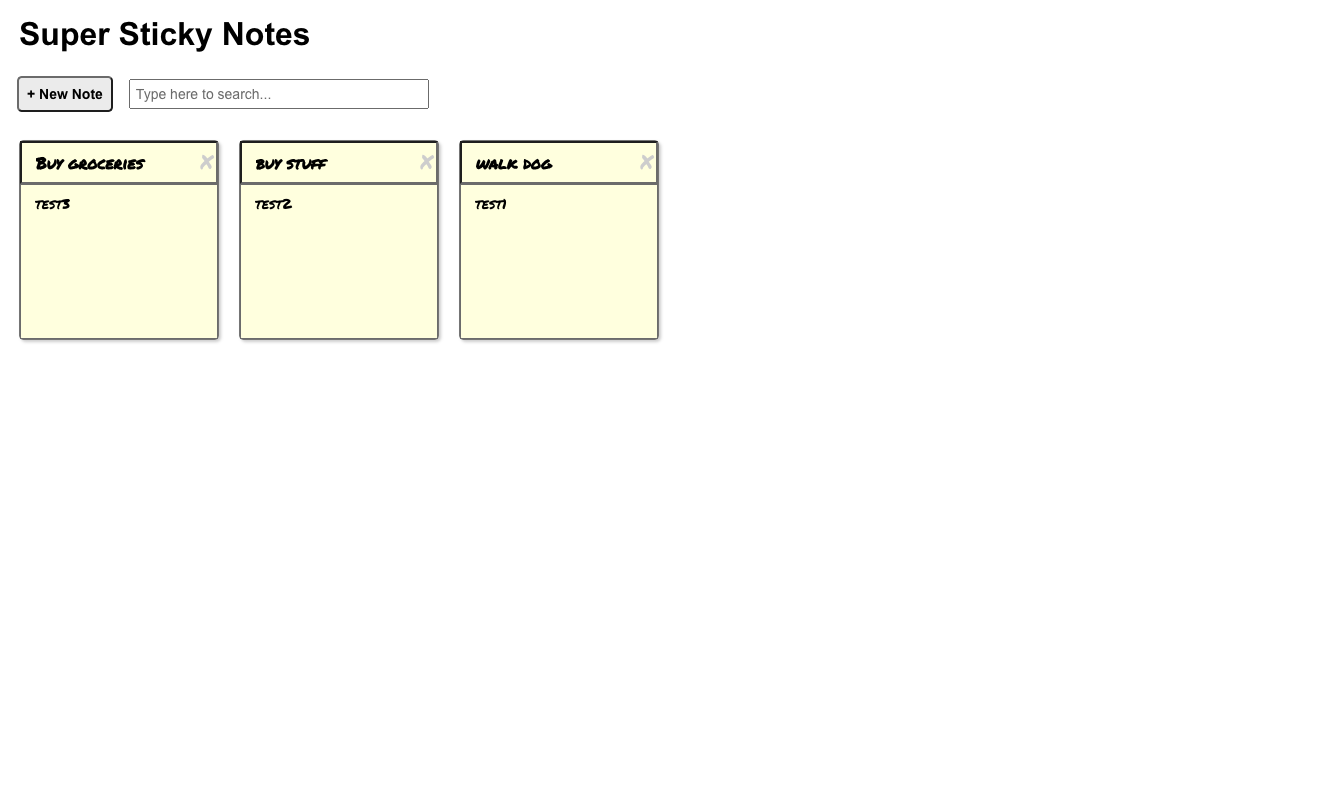 Super Sticky Notes
+ New Note
Type here to search...
Buy groceries
buy stuff
walk dog
test3
test2
test1